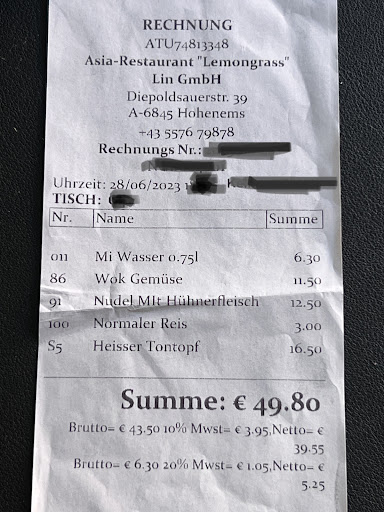 RECHNUNG
ATU74813348
Asia-Restaurant "Lemongrass"
Lin GmbH
Diepoldsauerstr. 39
A-6845 Hohenems
+43 5576 79878
Rechnungs Nr.:
Uhrzeit: 28/06/2023
TISCH:
Nr. Name Summe
011 Mi Wasser 0.75l 6.30
86 Wok Gemüse 11.50
91 Nudel MIt Hühnerfleisch 12.50
100 Normaler Reis 3.00
S5 Heisser Tontopf 16.50
Summe: € 49.80
Brutto= € 43.50 10% Mwst= € 3.95,Netto= €
39.55
Brutto= € 6.30 20% Mwst= € 1.05,Netto= €
5.25